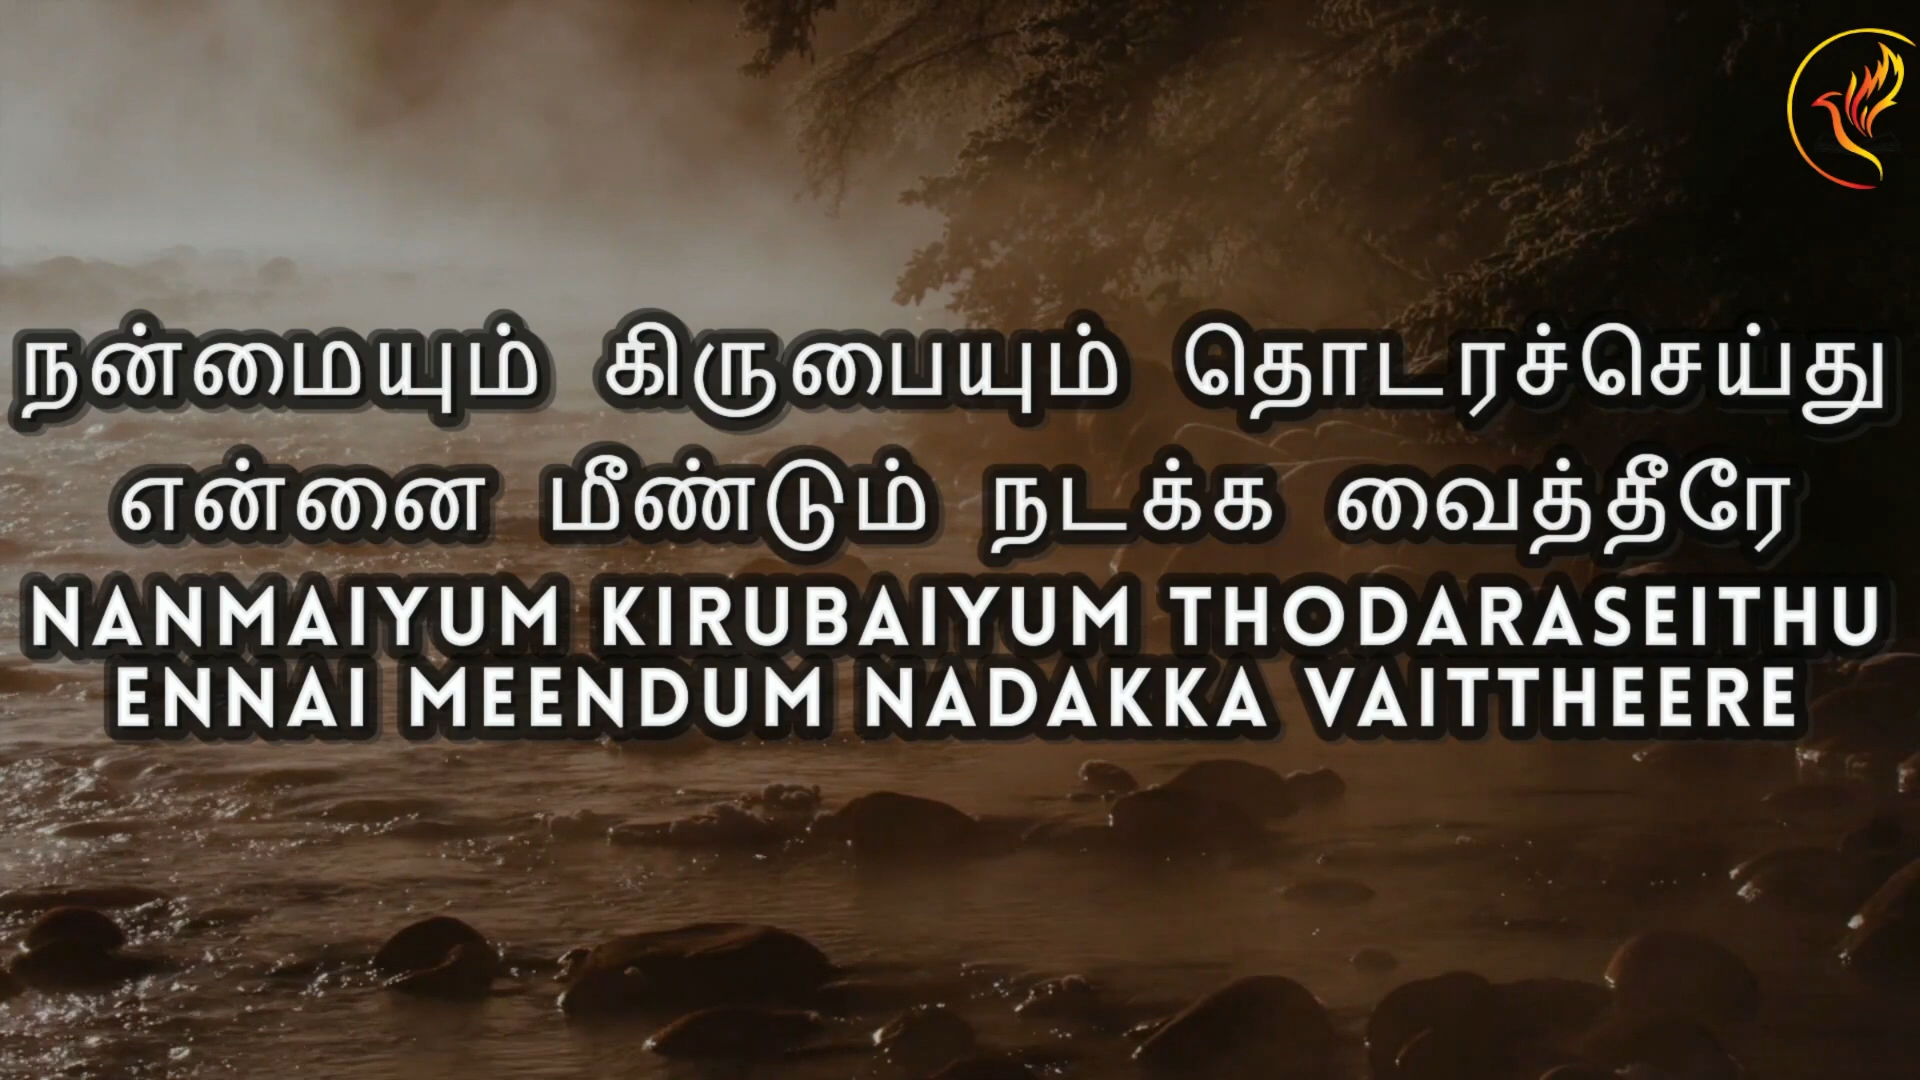 நன்மையும் கிருபையும் தொடரச்செய்து
என்னை மீண்டும் நடக்க வைத்தீரே
NANMAIYUM KIRUBAIYUM THODARASEITHU
ENNAI MEENDUM NADAKKA VAITTHEERE